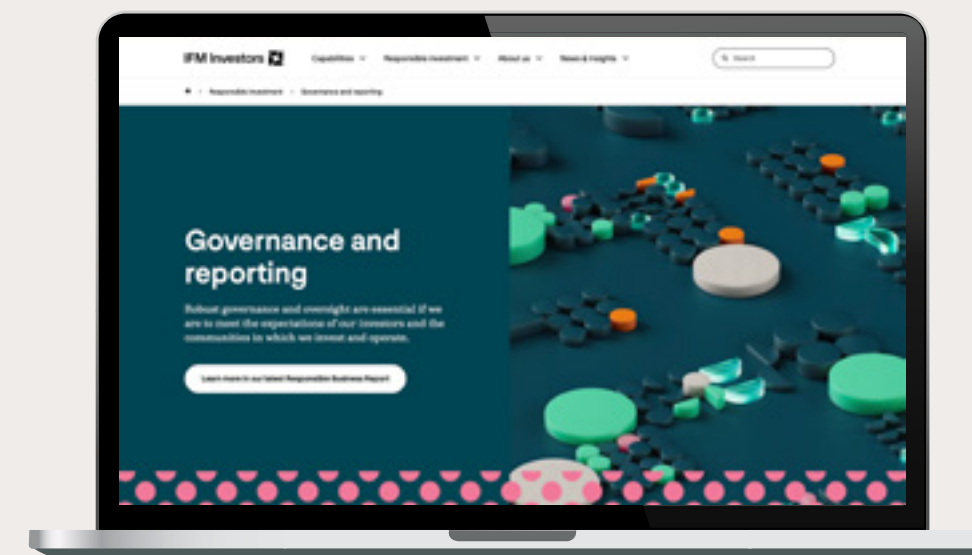 IFM Investors
Capabilities Responsible Investment About us News & Insights Search
Responsible Investment Governance and reporting
Governance and
reporting
Robust governance and oversight are essential if we
are to meet the expectations of our investors and the
communities in which we invest and operate.
Learn more in our latest Responsible Business Report